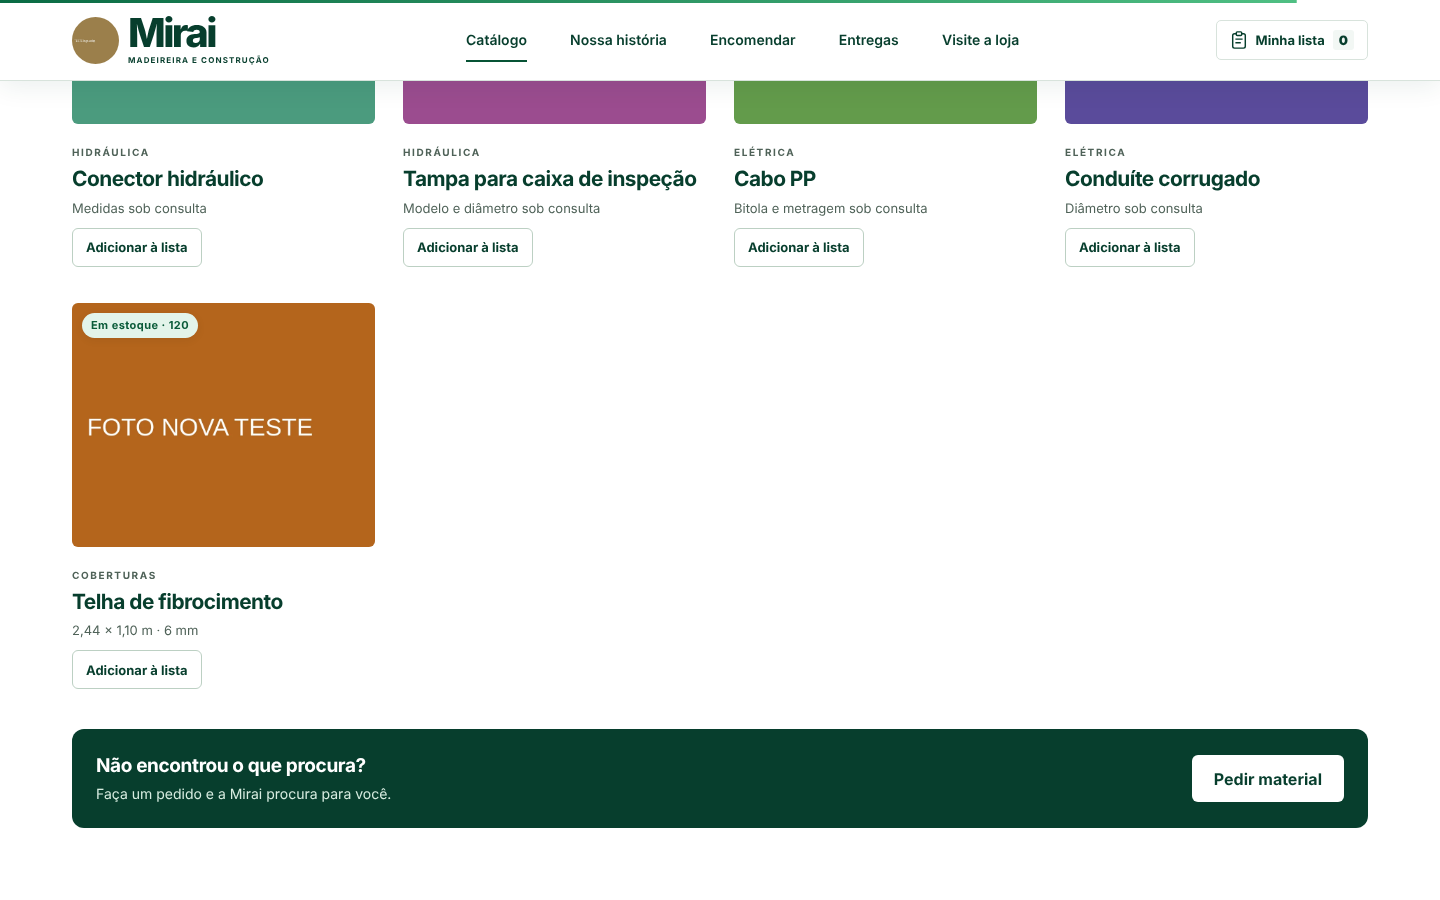 Mirai
MADEIREIRA E CONSTRUÇÃO
Catálogo
Nossa história
Encomendar
Entregas
Visite a loja
Minha lista 0
HIDRÁULICA
Conector hidráulico
Medidas sob consulta
Adicionar à lista
HIDRÁULICA
Tampa para caixa de inspeção
Modelo e diâmetro sob consulta
Adicionar à lista
ELÉTRICA
Cabo PP
Bitola e metragem sob consulta
Adicionar à lista
ELÉTRICA
Conduíte corrugado
Diâmetro sob consulta
Adicionar à lista
Em estoque · 120
FOTO NOVA TESTE
COBERTURAS
Telha de fibrocimento
2,44 × 1,10 m · 6 mm
Adicionar à lista
Não encontrou o que procura?
Faça um pedido e a Mirai procura para você.
Pedir material